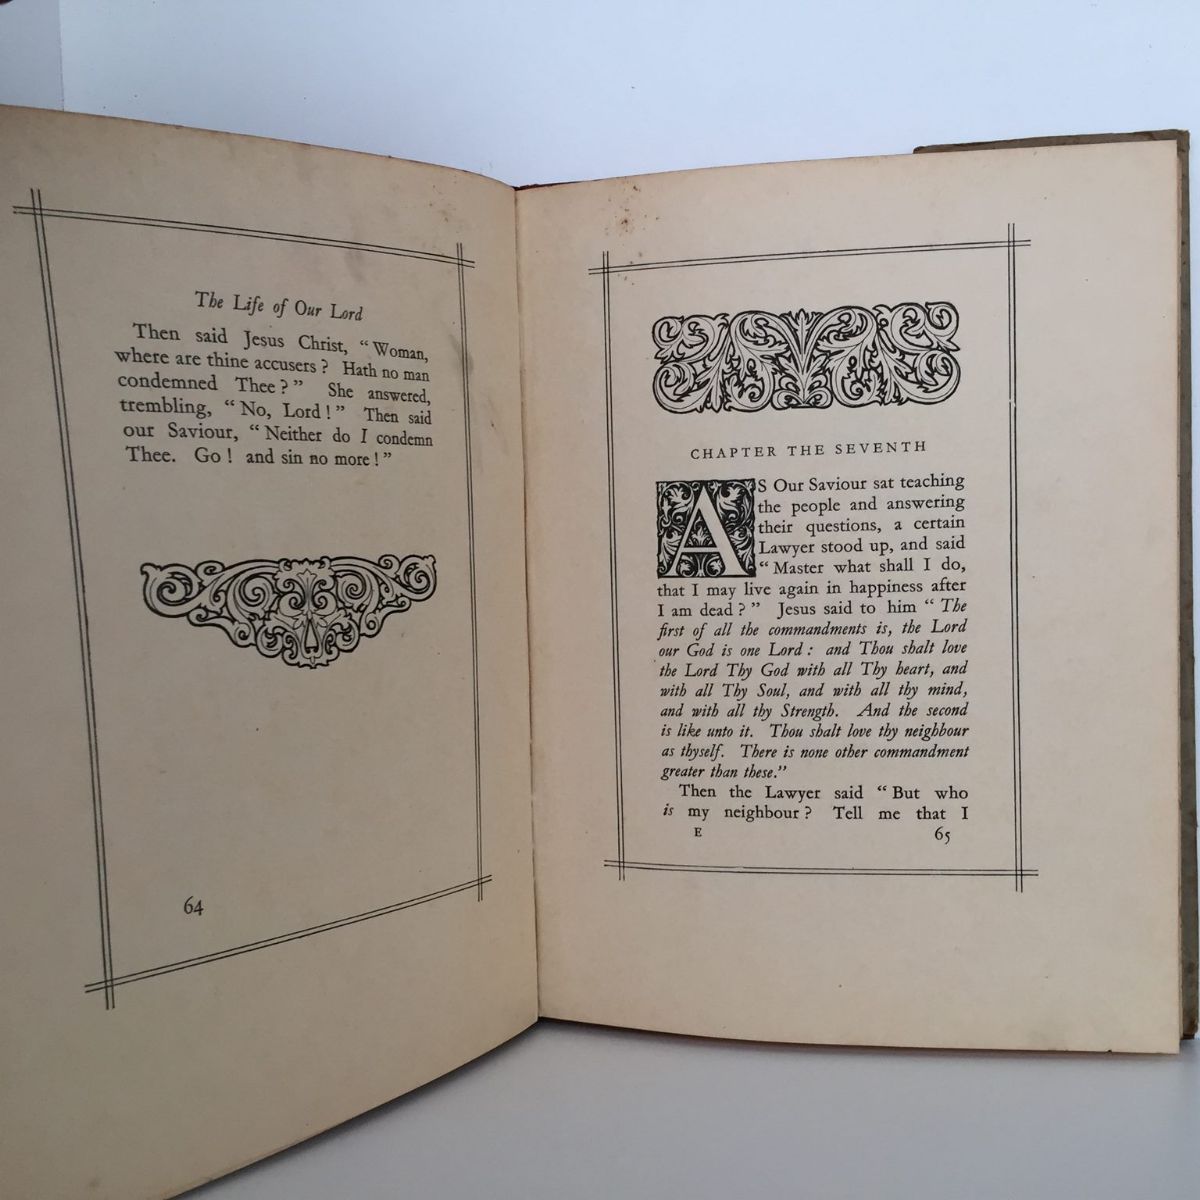 The Life of Our Lord
Then said Jesus Christ, “Woman,
where are thine accusers? Hath no man
condemned Thee?” She answered,
trembling, “No, Lord!” Then said
our Saviour, “Neither do I condemn
Thee. Go! and sin no more!”
64
CHAPTER THE SEVENTH
AS Our Saviour sat teaching
the people and answering
their questions, a certain
Lawyer stood up, and said
“Master what shall I do,
that I may live again in happiness after
I am dead?” Jesus said to him “The
first of all the commandments is, the Lord
our God is one Lord: and Thou shalt love
the Lord Thy God with all Thy heart, and
with all Thy Soul, and with all thy mind,
and with all thy Strength. And the second
is like unto it. Thou shalt love thy neighbour
as thyself. There is none other commandment
greater than these.”
Then the Lawyer said “But who
is my neighbour? Tell me that I
E 65